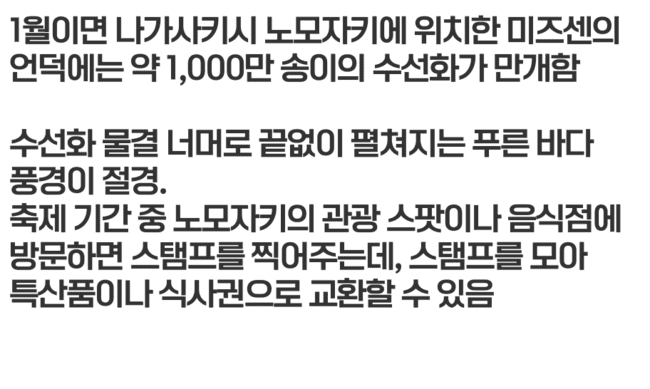 1월이면 나가사키시 노모자키에 위치한 미즈센의
언덕에는 약 1,000만 송이의 수선화가 만개함
수선화 물결 너머로 끝없이 펼쳐지는 푸른 바다
풍경이 절경.
축제 기간 중 노모자키의 관광 스팟이나 음식점에
방문하면 스탬프를 찍어주는데, 스탬프를 모아
특산품이나 식사권으로 교환할 수 있음